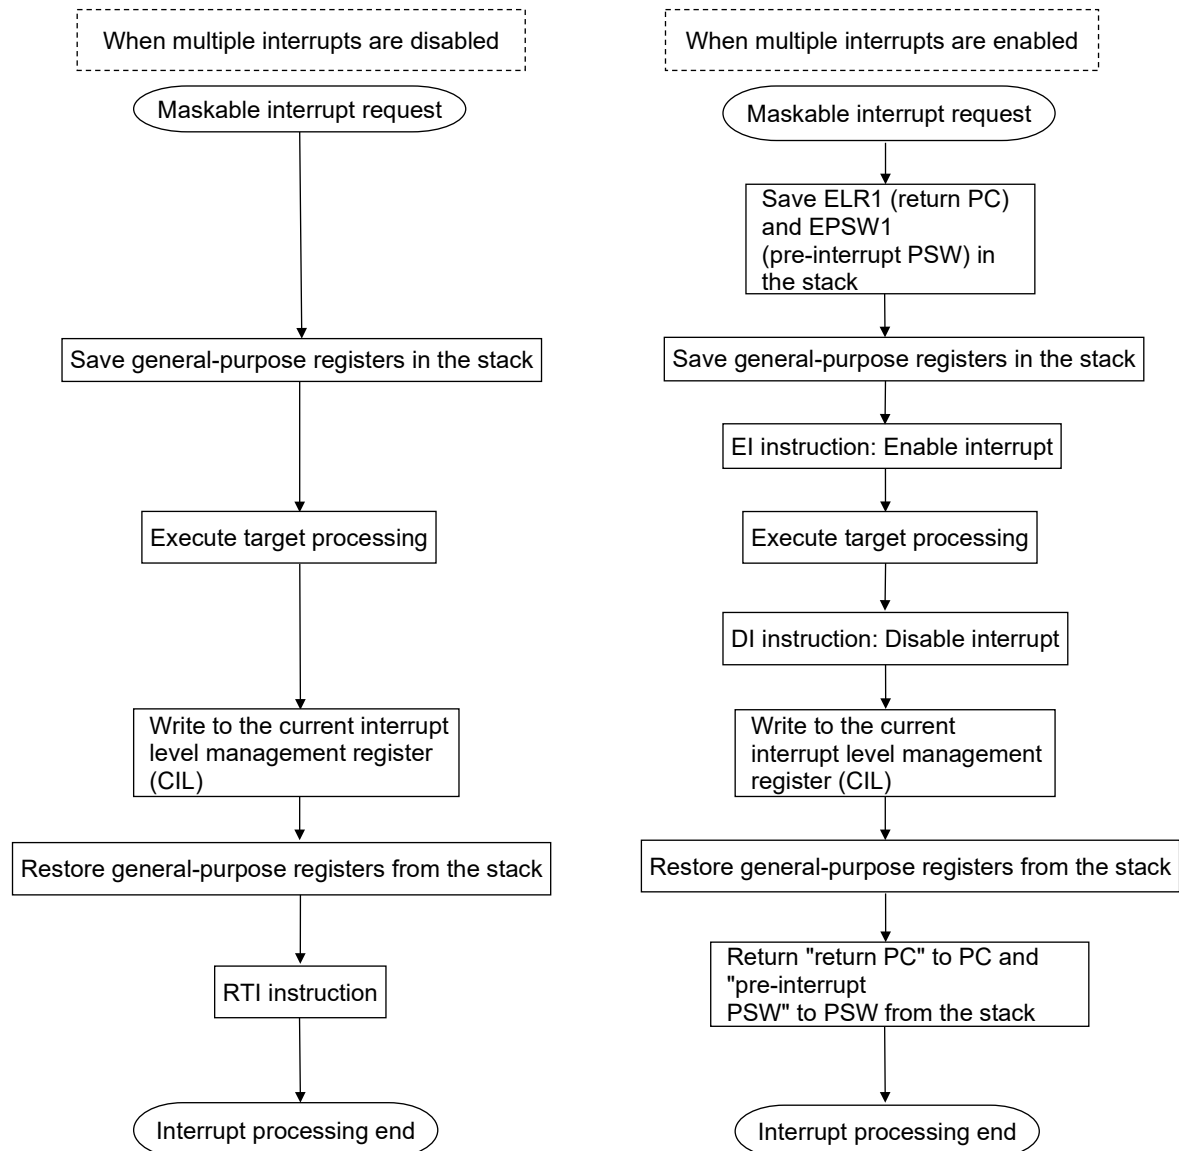 When multiple interrupts are disabled
Maskable interrupt request
Save general-purpose registers in the stack
Execute target processing
Write to the current interrupt
level management register
(CIL)
Restore general-purpose registers from the stack
RTI instruction
Interrupt processing end
When multiple interrupts are enabled
Maskable interrupt request
Save ELR1 (return PC)
and EPSW1
(pre-interrupt PSW) in
the stack
Save general-purpose registers in the stack
EI instruction: Enable interrupt
Execute target processing
DI instruction: Disable interrupt
Write to the current
interrupt level management
register (CIL)
Restore general-purpose registers from the stack
Return "return PC" to PC and
"pre-interrupt
PSW" to PSW from the stack
Interrupt processing end